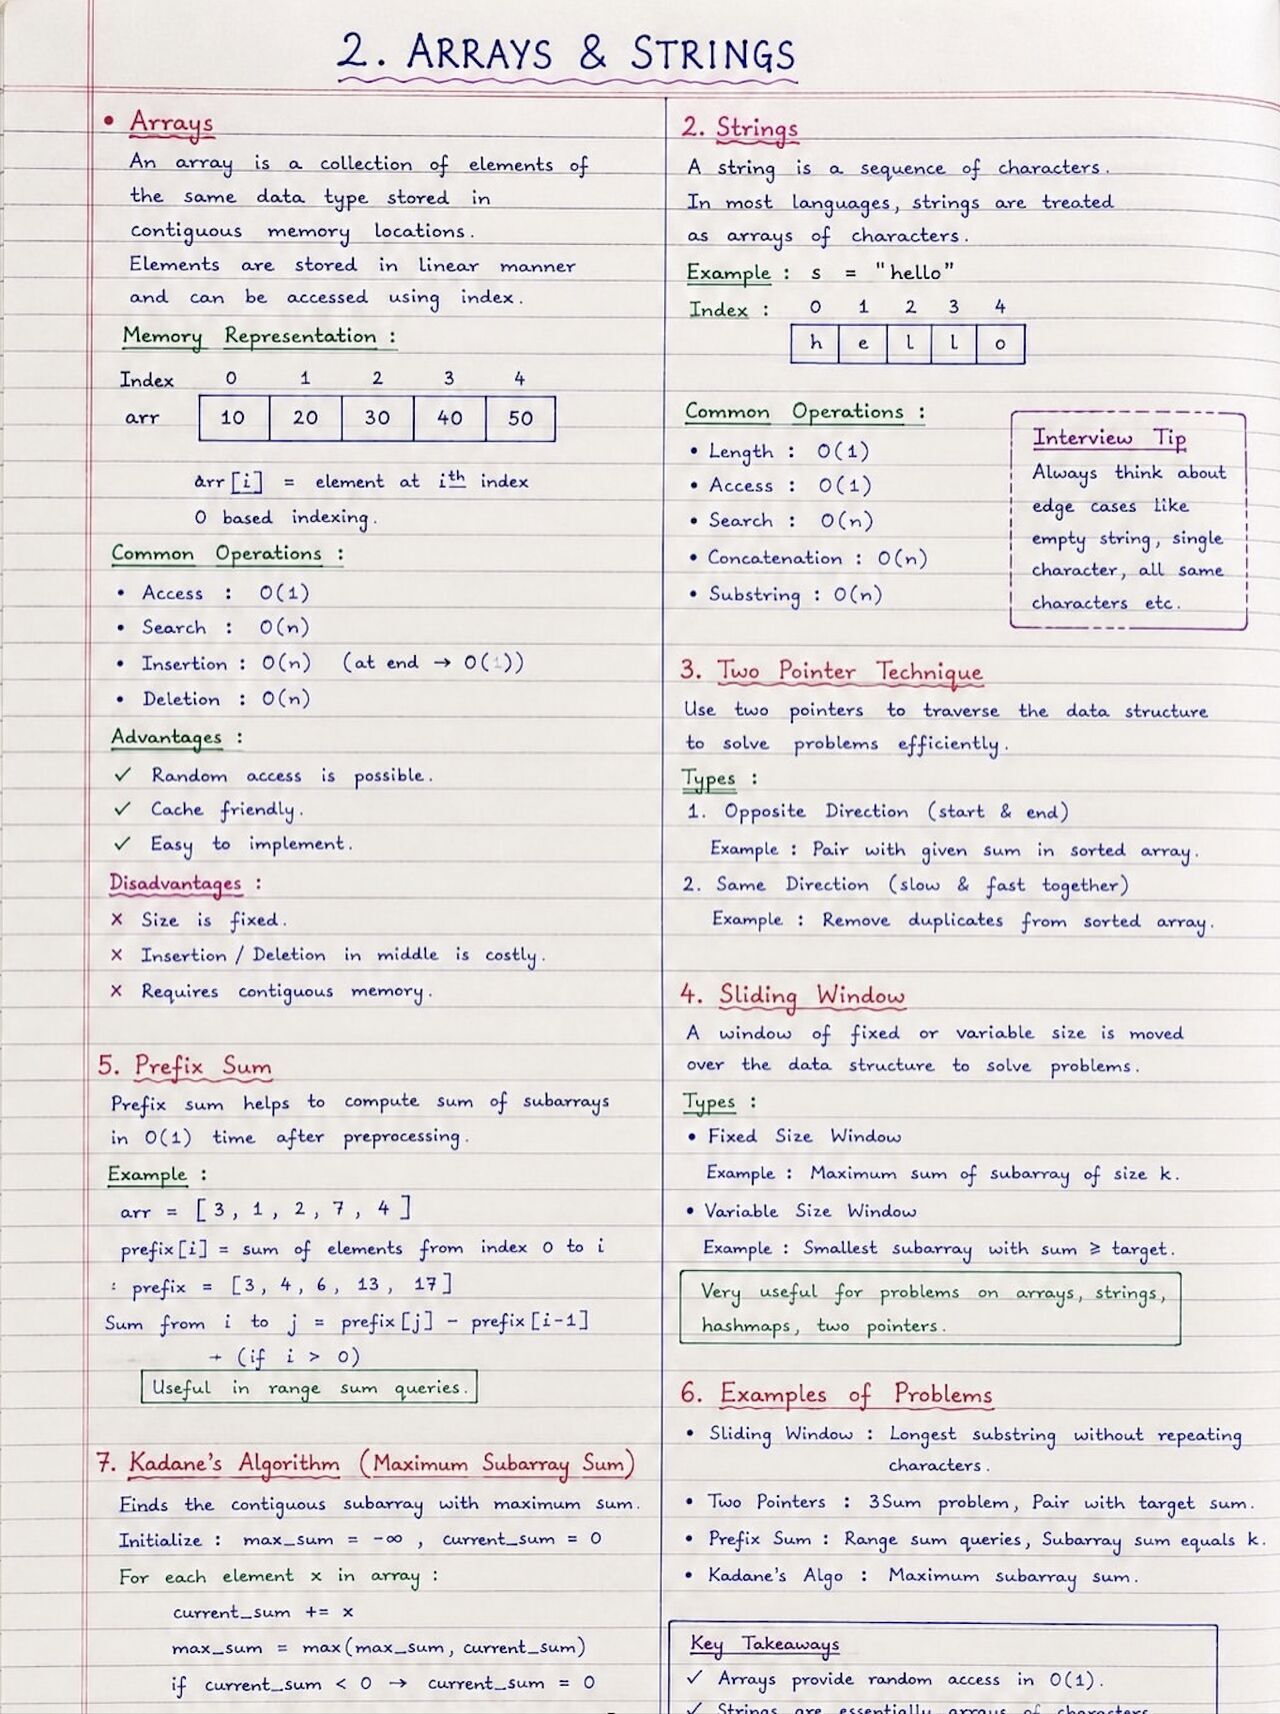 2. ARRAYS & STRINGS
• Arrays
An array is a collection of elements of
the same data type stored in
contiguous memory locations.
Elements are stored in linear manner
and can be accessed using index.
Memory Representation :
Index 0 1 2 3 4
arr 10 20 30 40 50
arr[i] = element at ith index
0 based indexing.
Common Operations :
• Access : O(1)
• Search : O(n)
• Insertion : O(n) (at end → O(1))
• Deletion : O(n)
Advantages :
✓ Random access is possible.
✓ Cache friendly.
✓ Easy to implement.
Disadvantages :
× Size is fixed.
× Insertion / Deletion in middle is costly.
× Requires contiguous memory.
5. Prefix Sum
Prefix sum helps to compute sum of subarrays
in O(1) time after preprocessing.
Example :
arr = [ 3 , 1 , 2 , 7 , 4 ]
prefix[i] = sum of elements from index 0 to i
: prefix = [3 , 4 , 6 , 13 , 17]
Sum from i to j = prefix[j] - prefix[i-1]
→ (if i > 0)
Useful in range sum queries.
7. Kadane's Algorithm (Maximum Subarray Sum)
Finds the contiguous subarray with maximum sum.
Initialize : max_sum = -∞ , current_sum = 0
For each element x in array :
current_sum += x
max_sum = max(max_sum, current_sum)
if current_sum < 0 → current_sum = 0
2. Strings
A string is a sequence of characters.
In most languages, strings are treated
as arrays of characters.
Example : s = "hello"
Index : 0 1 2 3 4
h e l l o
Common Operations :
• Length : O(1)
• Access : O(1)
• Search : O(n)
• Concatenation : O(n)
• Substring : O(n)
Interview Tip
Always think about
edge cases like
empty string, single
character, all same
characters etc.
3. Two Pointer Technique
Use two pointers to traverse the data structure
to solve problems efficiently.
Types :
1. Opposite Direction (start & end)
Example : Pair with given sum in sorted array.
2. Same Direction (slow & fast together)
Example : Remove duplicates from sorted array.
4. Sliding Window
A window of fixed or variable size is moved
over the data structure to solve problems.
Types :
• Fixed Size Window
Example : Maximum sum of subarray of size k.
• Variable Size Window
Example : Smallest subarray with sum ≥ target.
Very useful for problems on arrays, strings,
hashmaps, two pointers.
6. Examples of Problems
• Sliding Window : Longest substring without repeating
characters.
• Two Pointers : 3Sum problem, Pair with target sum.
• Prefix Sum : Range sum queries, Subarray sum equals k.
• Kadane's Algo : Maximum subarray sum.
Key Takeaways
✓ Arrays provide random access in O(1).
✓ Strings are essentially arrays of characters